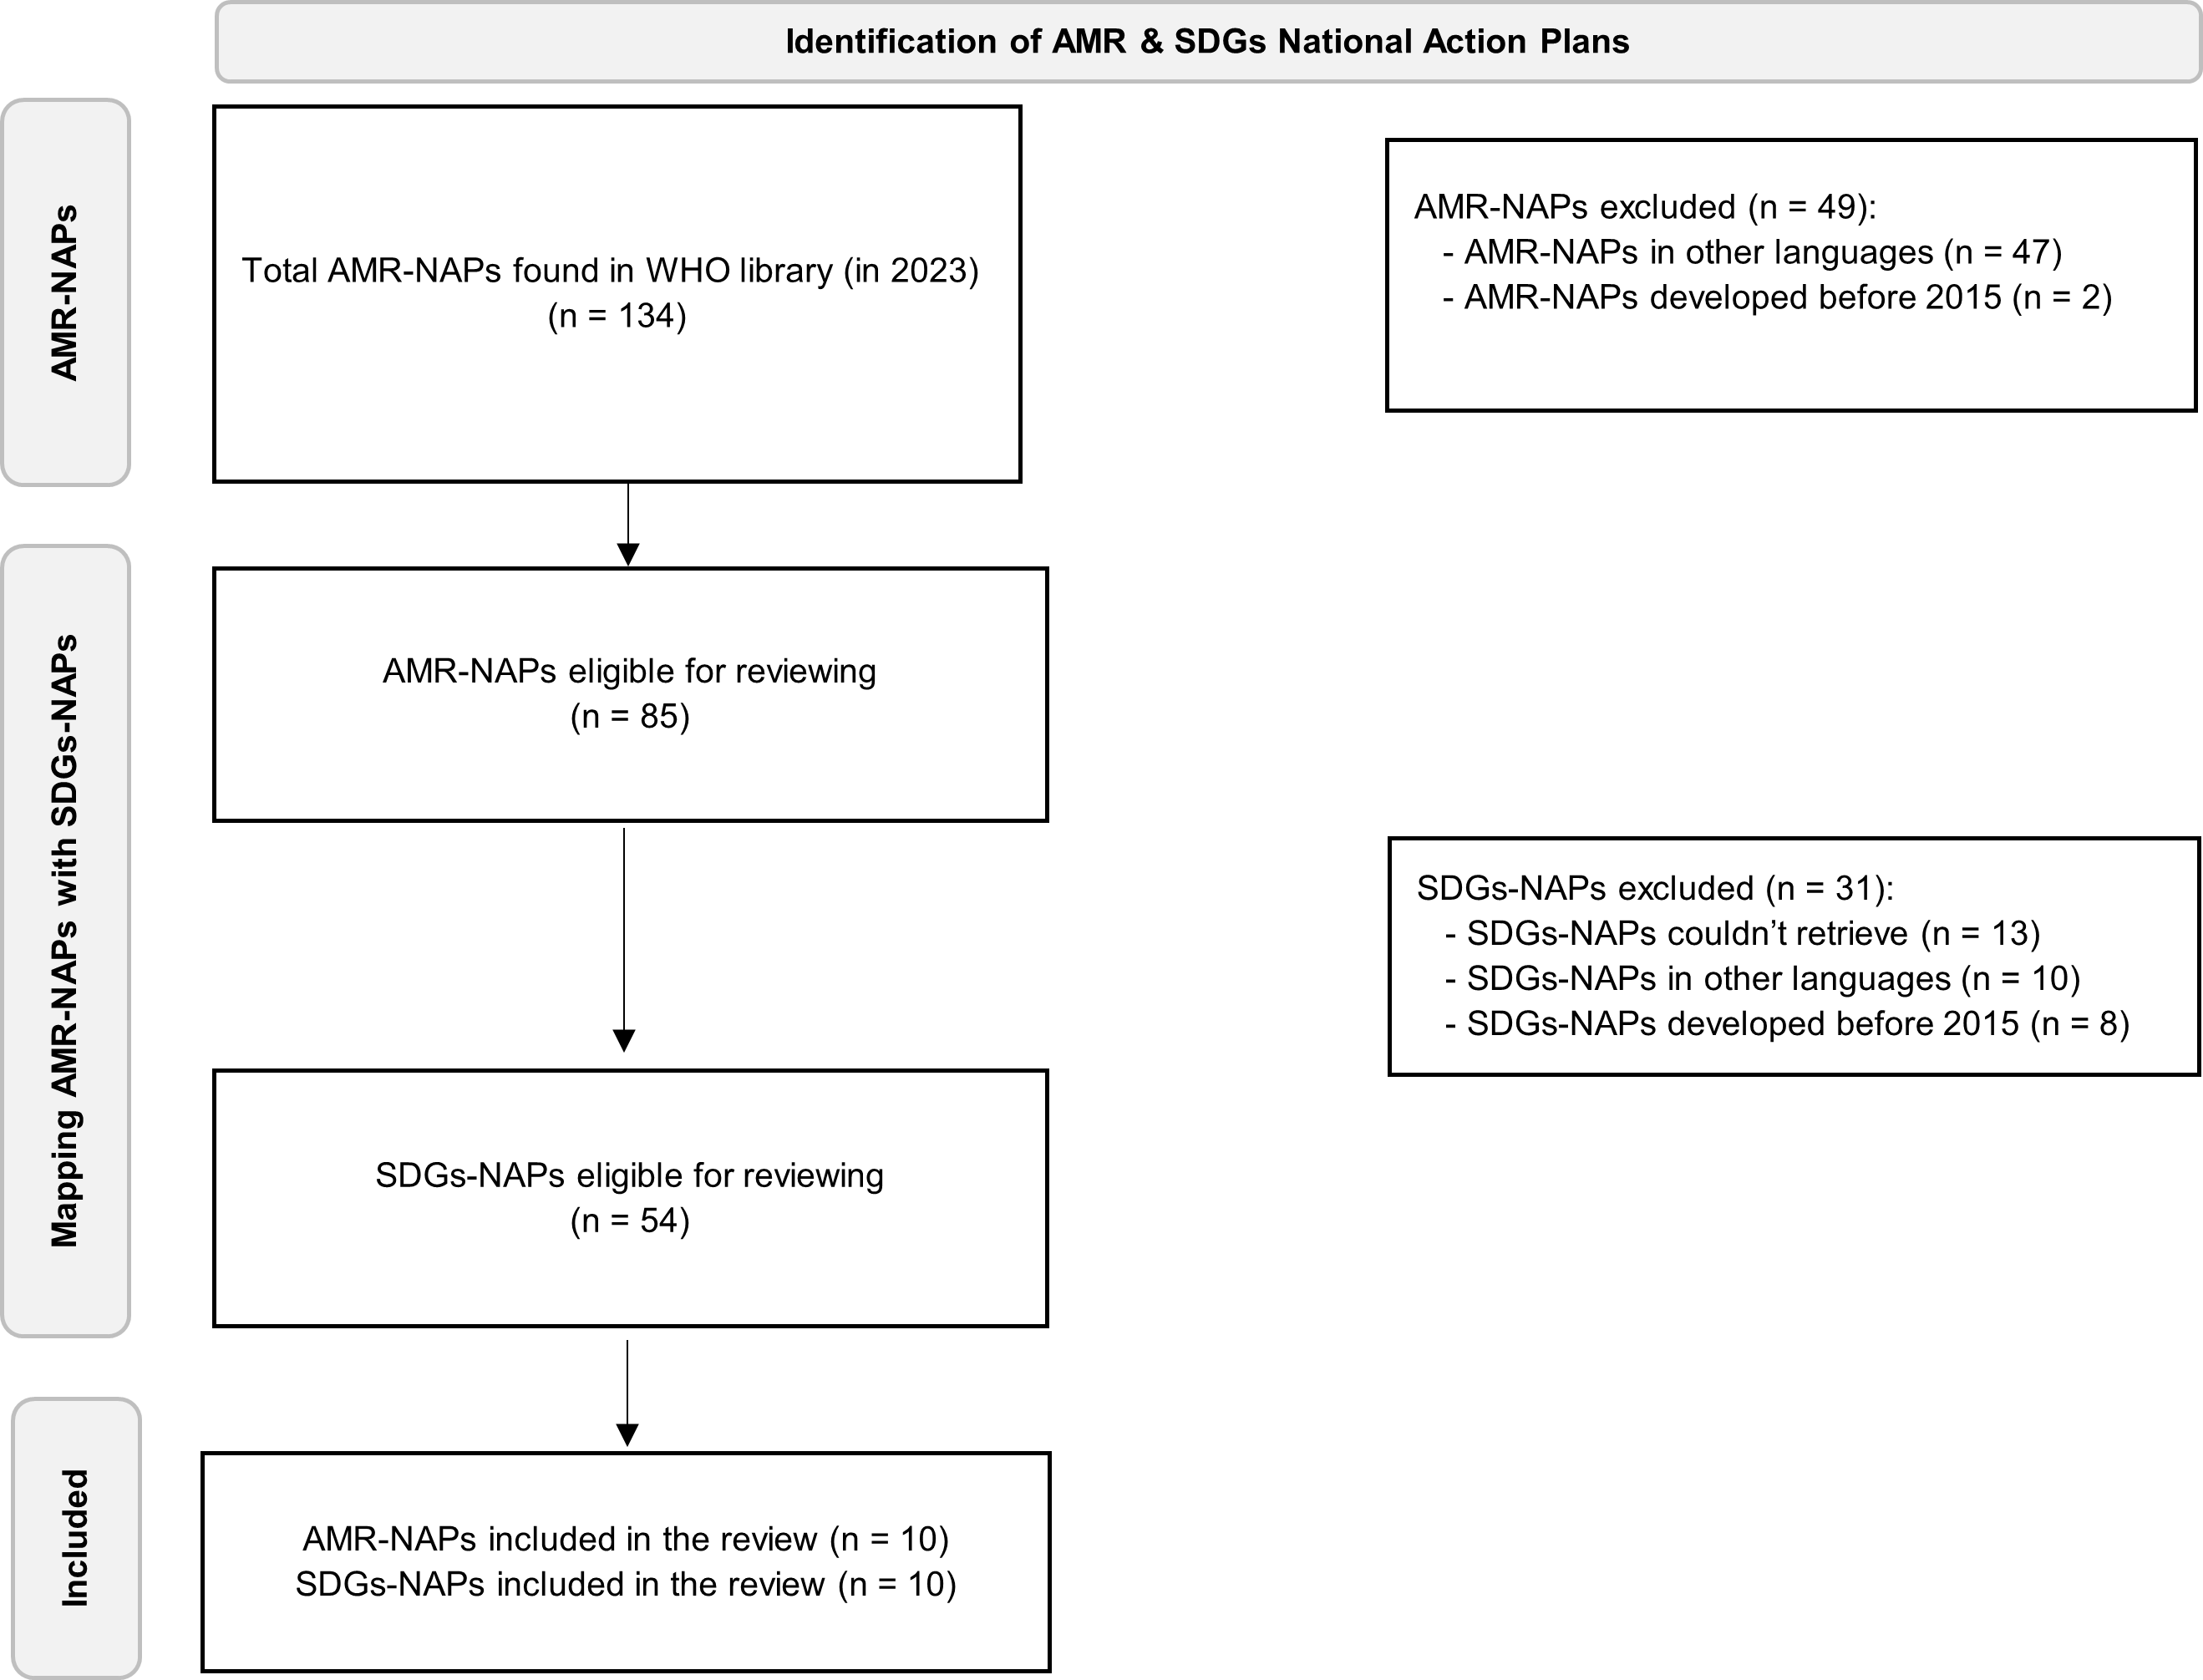 Identification of AMR & SDGs National Action Plans
AMR-NAPs
Total AMR-NAPs found in WHO library (in 2023)
(n = 134)
AMR-NAPs excluded (n = 49):
- AMR-NAPs in other languages (n = 47)
- AMR-NAPs developed before 2015 (n = 2)
Mapping AMR-NAPs with SDGs-NAPs
AMR-NAPs eligible for reviewing
(n = 85)
SDGs-NAPs excluded (n = 31):
- SDGs-NAPs couldn’t retrieve (n = 13)
- SDGs-NAPs in other languages (n = 10)
- SDGs-NAPs developed before 2015 (n = 8)
SDGs-NAPs eligible for reviewing
(n = 54)
Included
AMR-NAPs included in the review (n = 10)
SDGs-NAPs included in the review (n = 10)